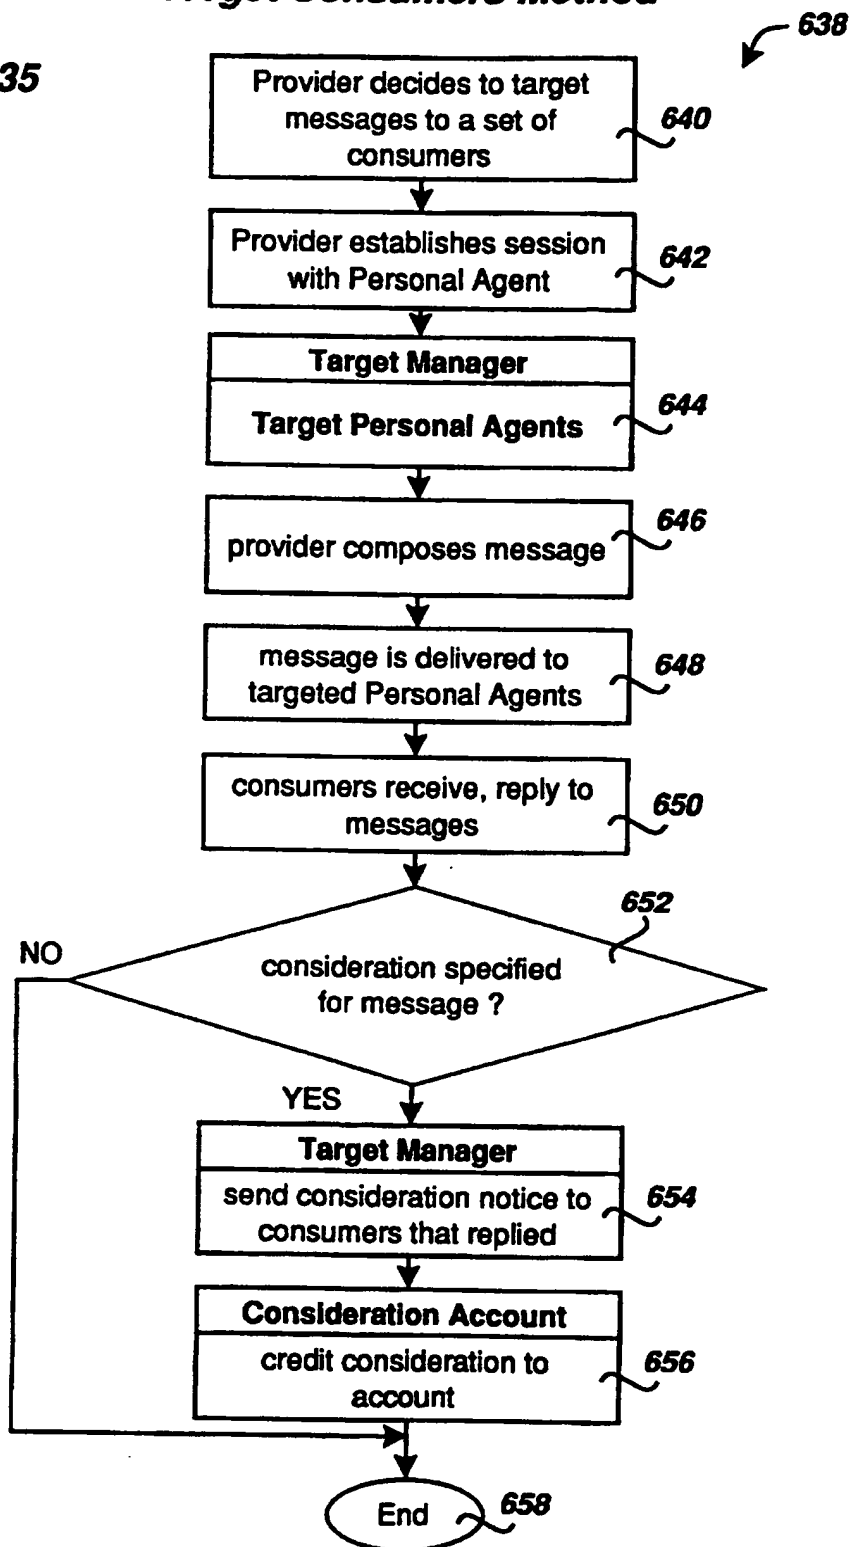 Consumers Method
638
35
Provider decides to target
messages to a set of
consumers
640
Provider establishes session
with Personal Agent
642
Target Manager
Target Personal Agents
644
provider composes message
646
message is delivered to
targeted Personal Agents
648
consumers receive, reply to
messages
650
652
NO
consideration specified
for message ?
YES
Target Manager
send consideration notice to
consumers that replied
654
Consideration Account
credit consideration to
account
656
End
658